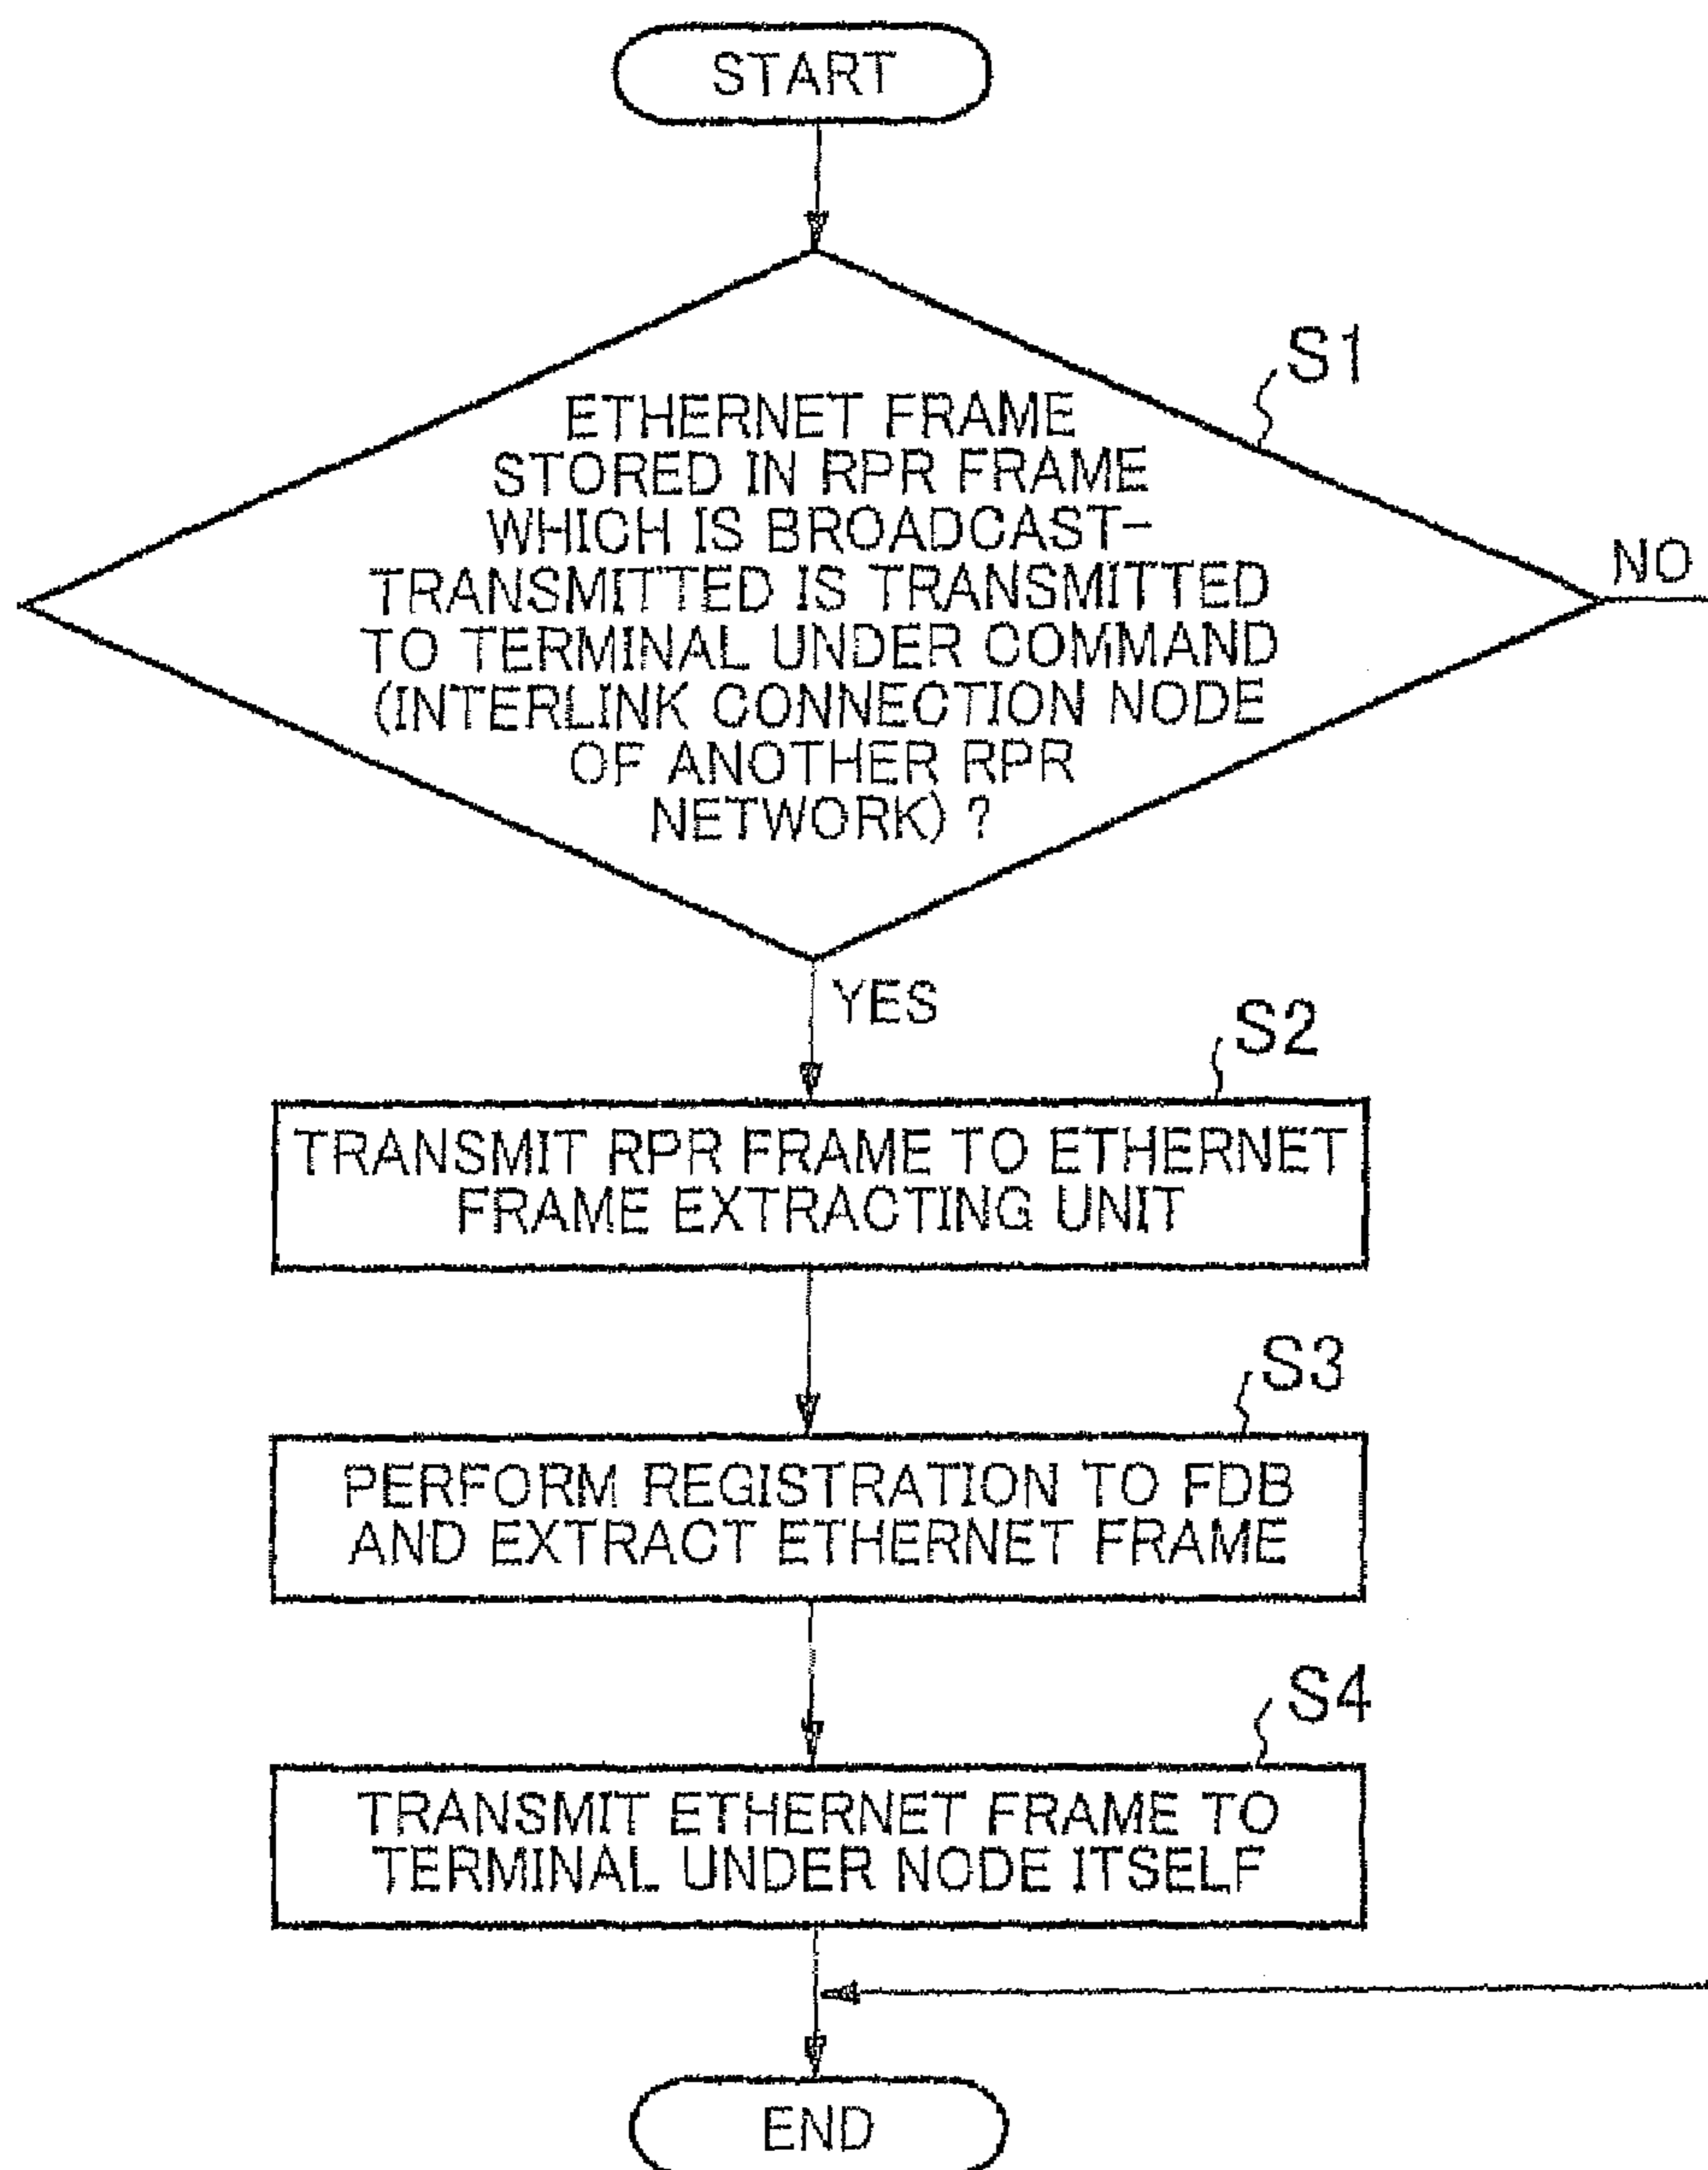 START
S1
ETHERNET FRAME
STORED IN RPR FRAME
WHICH IS BROADCAST-
TRANSMITTED IS TRANSMITTED
TO TERMINAL UNDER COMMAND
(INTERLINK CONNECTION NODE
OF ANOTHER RPR
NETWORK) ?
NO
YES
S2
TRANSMIT RPR FRAME TO ETHERNET
FRAME EXTRACTING UNIT
S3
PERFORM REGISTRATION TO FDB
AND EXTRACT ETHERNET FRAME
S4
TRANSMIT ETHERNET FRAME TO
TERMINAL UNDER NODE ITSELF
END